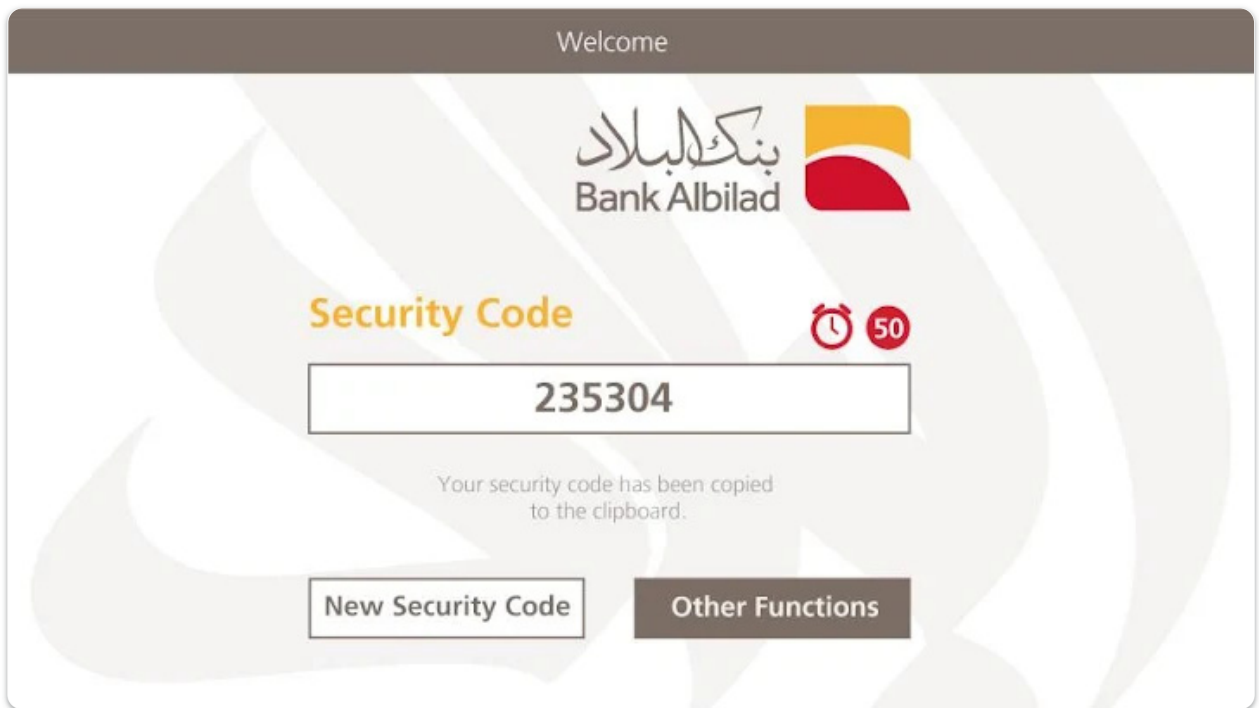 Welcome
بنك البلاد
Bank Albilad
Security Code
50
235304
Your security code has been copied
to the clipboard.
New Security Code
Other Functions